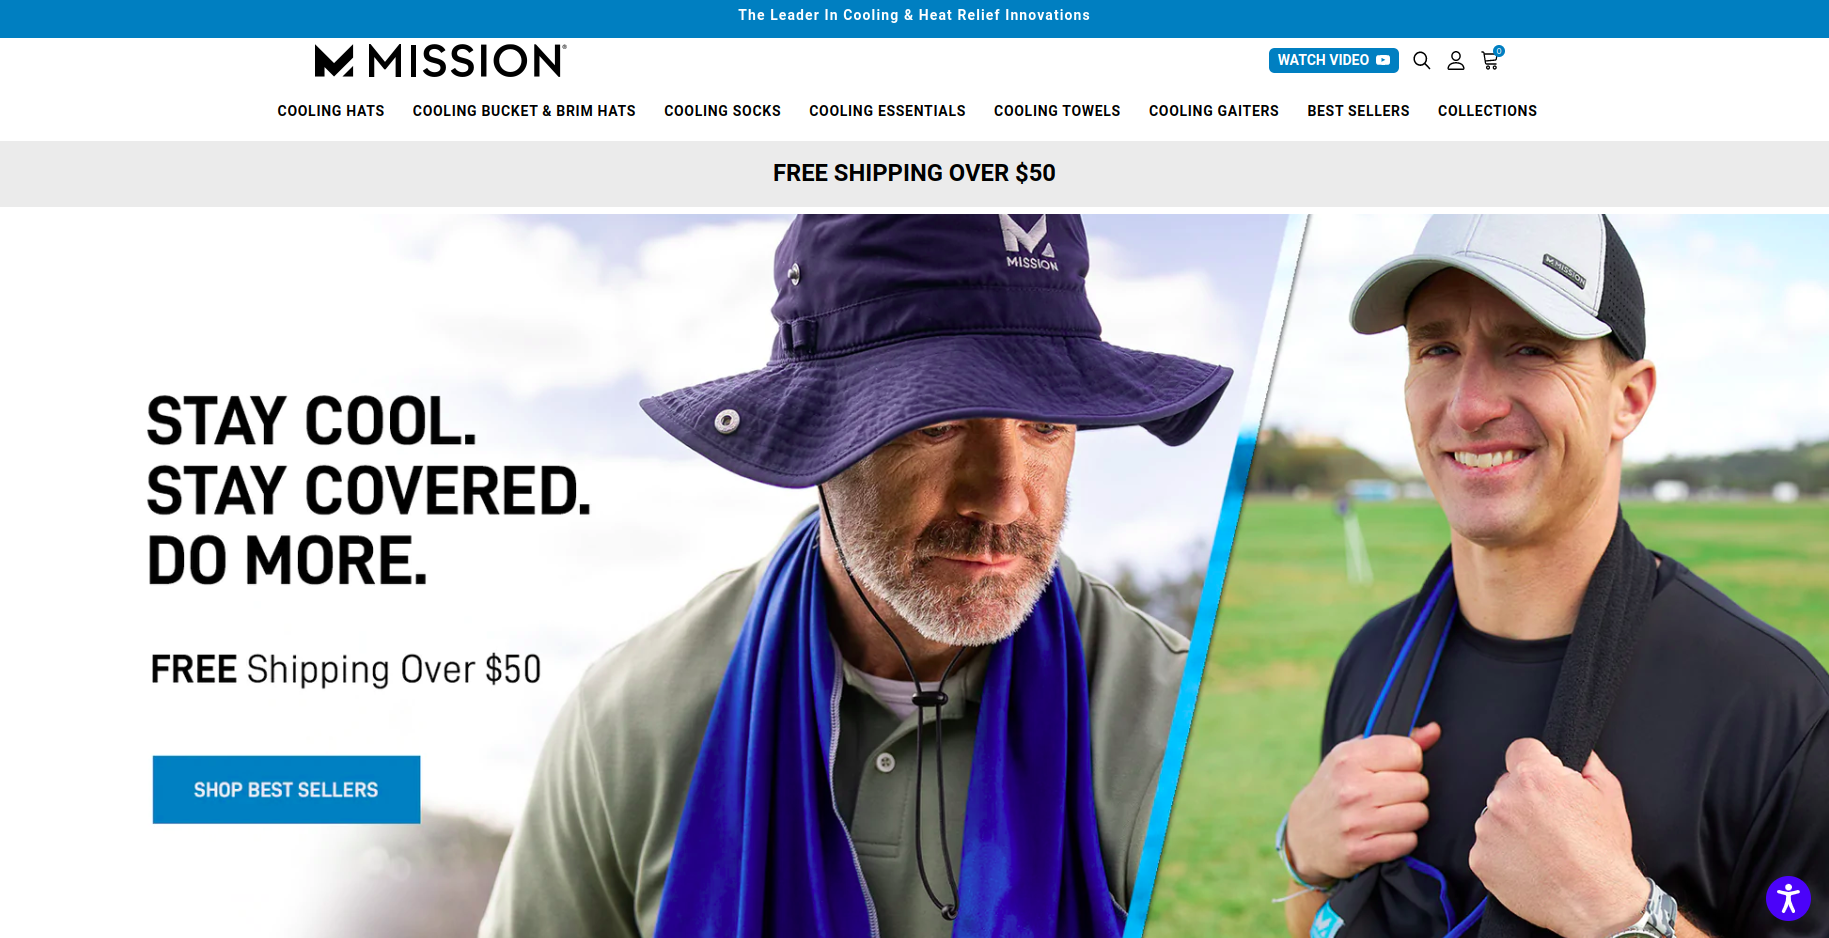 The Leader In Cooling & Heat Relief Innovations
MISSION®
WATCH VIDEO
0
COOLING HATS COOLING BUCKET & BRIM HATS COOLING SOCKS COOLING ESSENTIALS COOLING TOWELS COOLING GAITERS BEST SELLERS COLLECTIONS
FREE SHIPPING OVER $50
MISSION
MISSION
STAY COOL.
STAY COVERED.
DO MORE.
FREE Shipping Over $50
SHOP BEST SELLERS